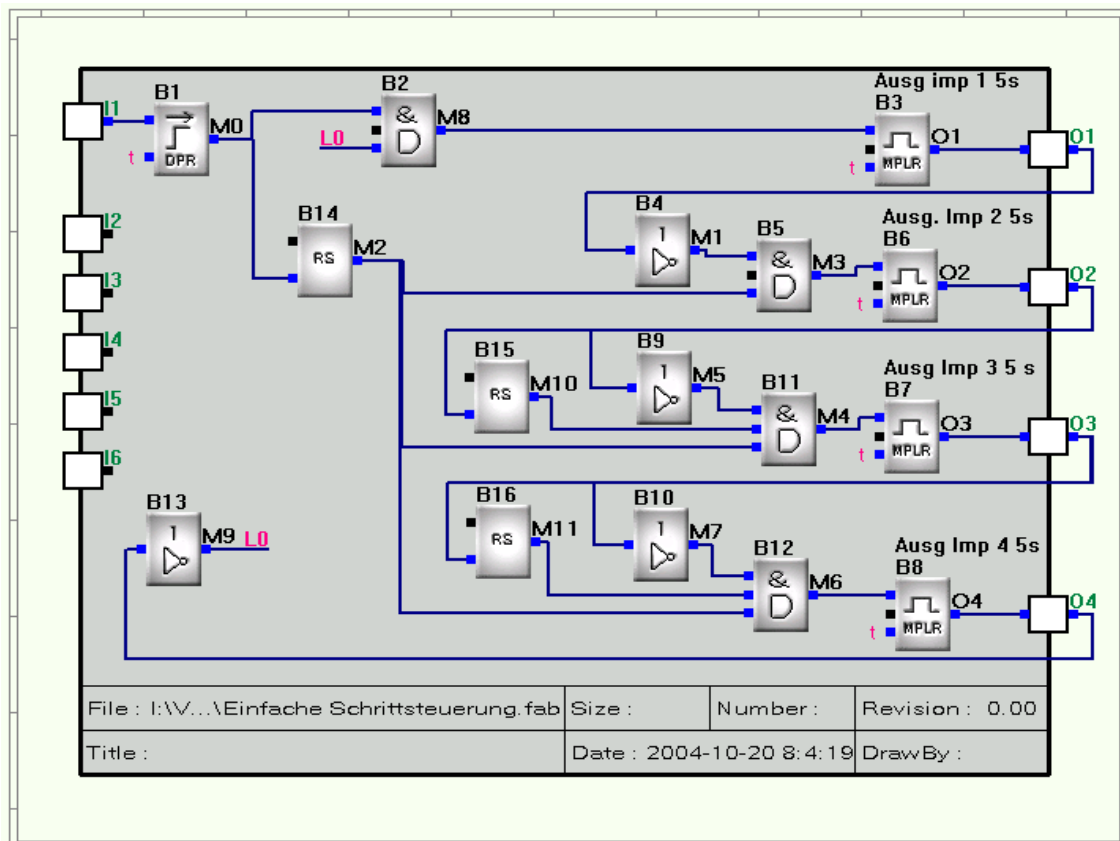 Ausg imp 1 5s
B1
B2
B3
I1
M0
M8
O1
O1
&
DPR
t
L0
MPLR
t
B14
B4
B5
Ausg. Imp 2 5s
B6
I2
RS
M2
1
M1
&
M3
O2
O2
MPLR
t
I3
I4
B15
B9
B11
Ausg Imp 3 5 s
B7
RS
M10
1
M5
&
M4
O3
O3
MPLR
t
I5
I6
B16
B10
B12
Ausg Imp 4 5s
B8
B13
RS
M11
1
M7
&
M6
O4
O4
MPLR
t
1
M9
L0
File : I:\V...\Einfache Schrittsteuerung.fab
Size :
Number :
Revision : 0.00
Title :
Date : 2004-10-20 8:4:19
DrawBy :